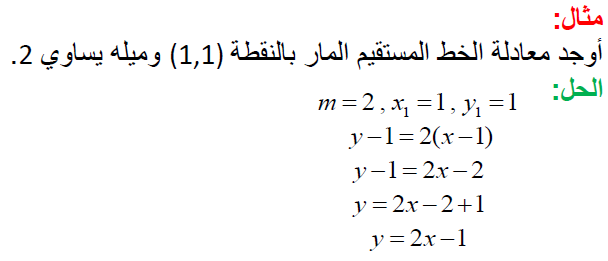 مثال:
أوجد معادلة الخط المستقيم المار بالنقطة (1,1) وميله يساوي 2.
الحل:
m = 2 , x₁ = 1 , y₁ = 1
y − 1 = 2(x − 1)
y − 1 = 2x − 2
y = 2x − 2 + 1
y = 2x − 1